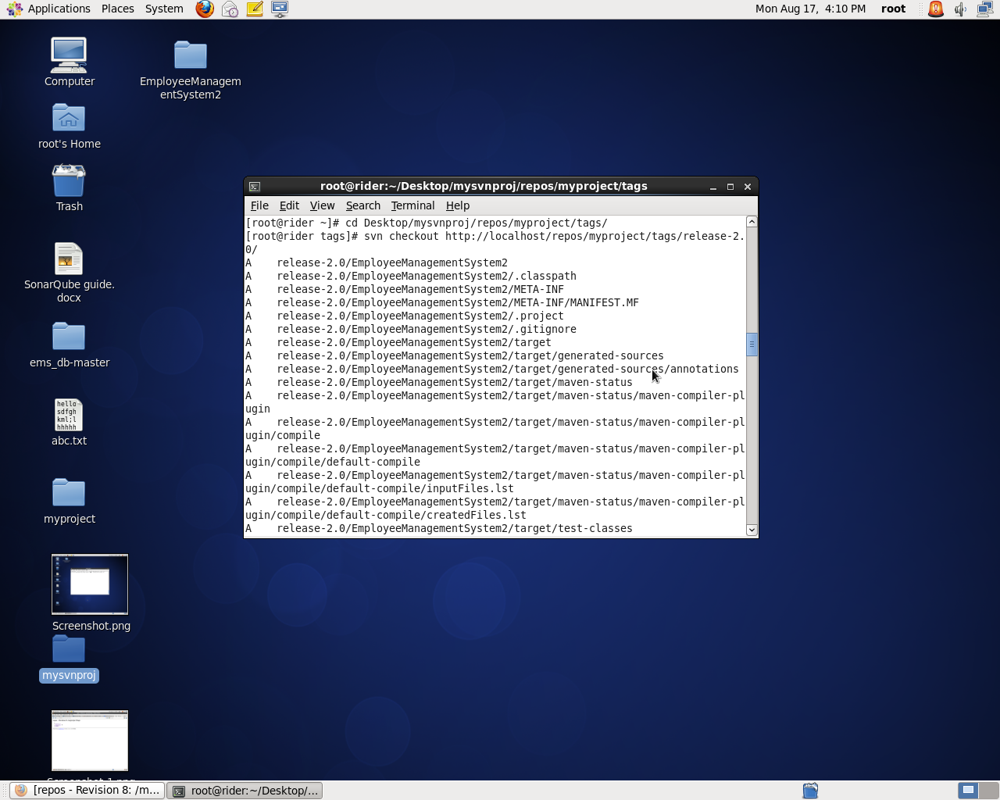 Applications Places System
Mon Aug 17, 4:10 PM root
Computer
EmployeeManagem
entSystem2
root's Home
Trash
SonarQube guide.
docx
ems_db-master
hello
sdfgh
kml;l
hhhhh
abc.txt
myproject
Screenshot.png
mysvnproj
root@rider:~/Desktop/mysvnproj/repos/myproject/tags
File Edit View Search Terminal Help
[root@rider ~]# cd Desktop/mysvnproj/repos/myproject/tags/
[root@rider tags]# svn checkout http://localhost/repos/myproject/tags/release-2.
0/
A    release-2.0/EmployeeManagementSystem2
A    release-2.0/EmployeeManagementSystem2/.classpath
A    release-2.0/EmployeeManagementSystem2/META-INF
A    release-2.0/EmployeeManagementSystem2/META-INF/MANIFEST.MF
A    release-2.0/EmployeeManagementSystem2/.project
A    release-2.0/EmployeeManagementSystem2/.gitignore
A    release-2.0/EmployeeManagementSystem2/target
A    release-2.0/EmployeeManagementSystem2/target/generated-sources
A    release-2.0/EmployeeManagementSystem2/target/generated-sources/annotations
A    release-2.0/EmployeeManagementSystem2/target/maven-status
A    release-2.0/EmployeeManagementSystem2/target/maven-status/maven-compiler-pl
ugin
A    release-2.0/EmployeeManagementSystem2/target/maven-status/maven-compiler-pl
ugin/compile
A    release-2.0/EmployeeManagementSystem2/target/maven-status/maven-compiler-pl
ugin/compile/default-compile
A    release-2.0/EmployeeManagementSystem2/target/maven-status/maven-compiler-pl
ugin/compile/default-compile/inputFiles.lst
A    release-2.0/EmployeeManagementSystem2/target/maven-status/maven-compiler-pl
ugin/compile/default-compile/createdFiles.lst
A    release-2.0/EmployeeManagementSystem2/target/test-classes
[repos - Revision 8: /m...
root@rider:~/Desktop/...